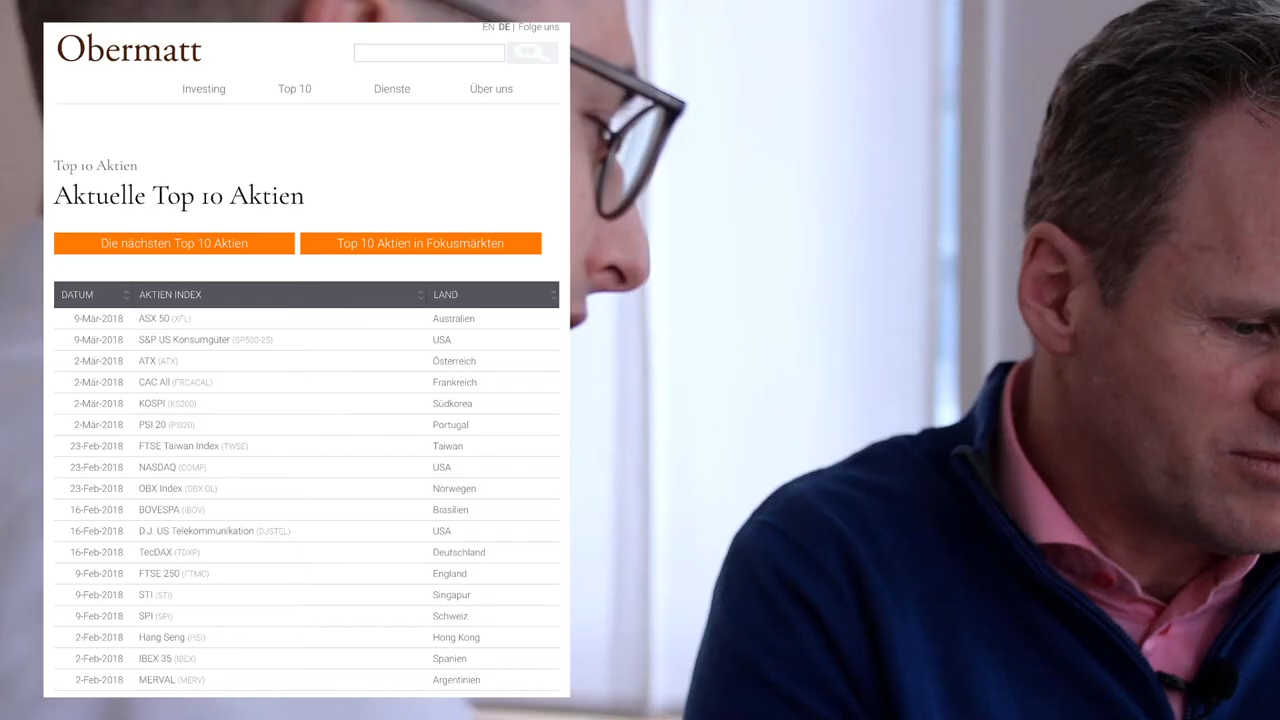 EN DE | Folge uns
Obermatt
Investing Top 10 Dienste Über uns
Top 10 Aktien
Aktuelle Top 10 Aktien
Die nächsten Top 10 Aktien Top 10 Aktien in Fokusmärkten
DATUM AKTIEN INDEX LAND
9-Mär-2018 ASX 50 (XFL) Australien
9-Mär-2018 S&P US Konsumgüter (SP500-25) USA
2-Mär-2018 ATX (ATX) Österreich
2-Mär-2018 CAC All (FRCACAL) Frankreich
2-Mär-2018 KOSPI (KS200) Südkorea
2-Mär-2018 PSI 20 (PSI20) Portugal
23-Feb-2018 FTSE Taiwan Index (TWSE) Taiwan
23-Feb-2018 NASDAQ (COMP) USA
23-Feb-2018 OBX Index (OBX.OL) Norwegen
16-Feb-2018 BOVESPA (IBOV) Brasilien
16-Feb-2018 D.J. US Telekommunikation (DJSTEL) USA
16-Feb-2018 TecDAX (TDXP) Deutschland
9-Feb-2018 FTSE 250 (FTMC) England
9-Feb-2018 STI (STI) Singapur
9-Feb-2018 SPI (SPI) Schweiz
2-Feb-2018 Hang Seng (HSI) Hong Kong
2-Feb-2018 IBEX 35 (IBEX) Spanien
2-Feb-2018 MERVAL (MERV) Argentinien